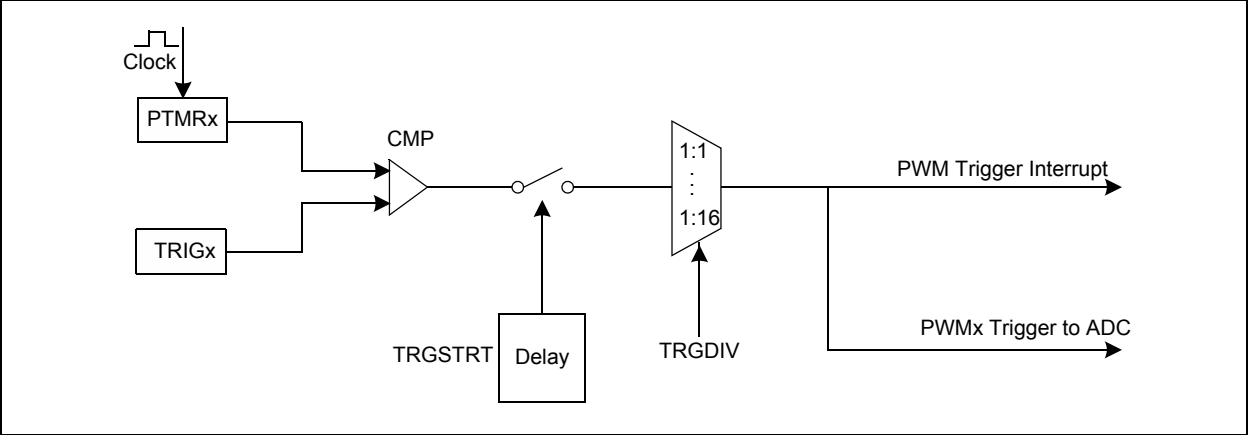 Clock
PTMRx
CMP
TRIGx
TRGSTRT
Delay
1:1
:
1:16
TRGDIV
PWM Trigger Interrupt
PWMx Trigger to ADC